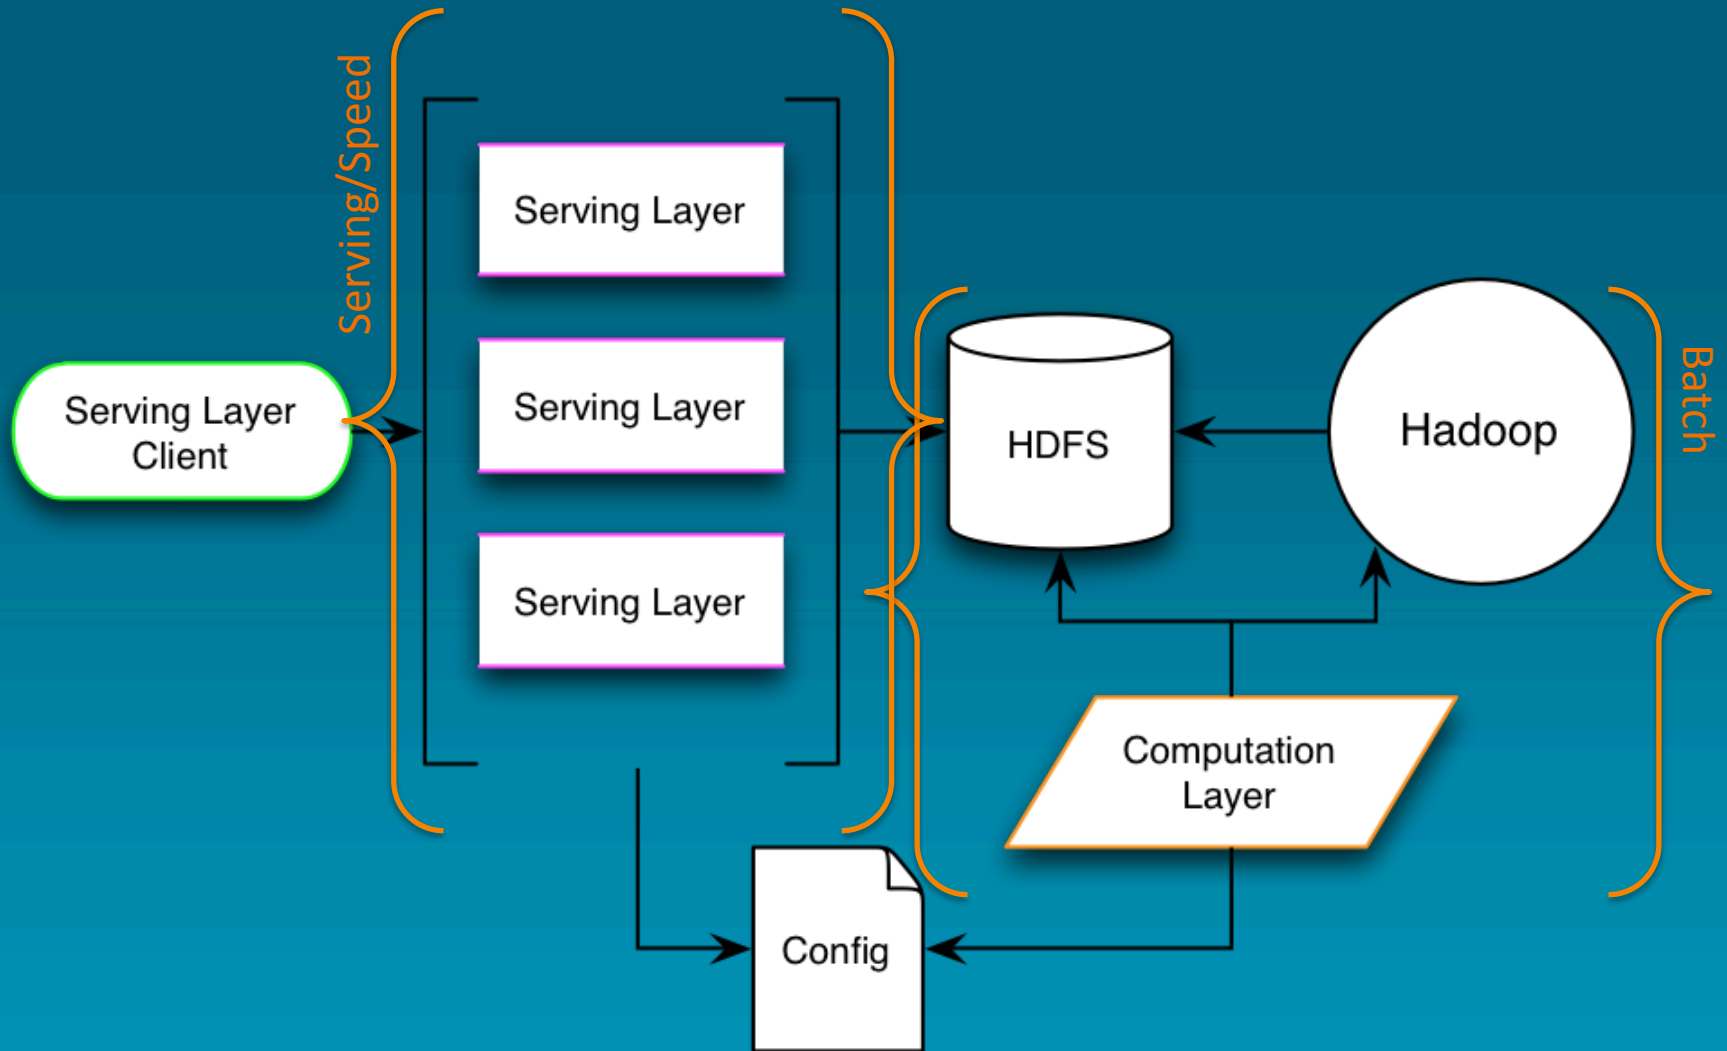 Serving/Speed
Serving Layer
Serving Layer
Client
Serving Layer
Serving Layer
HDFS
Hadoop
Batch
Computation
Layer
Config